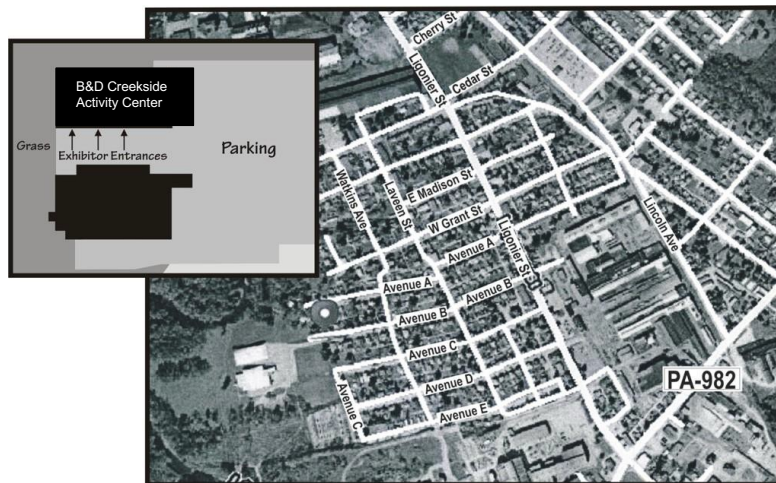 B&D Creekside
Activity Center
Grass
Exhibitor Entrances
Parking
Cherry St
Ligonier St
Cedar St
Watkins Ave
Laveen St
E Madison St
W Grant St
Ligonier St
Lincoln Ave
Avenue A
Avenue A
Avenue B
Avenue B
Avenue C
Avenue D
Avenue C
Avenue E
PA-982